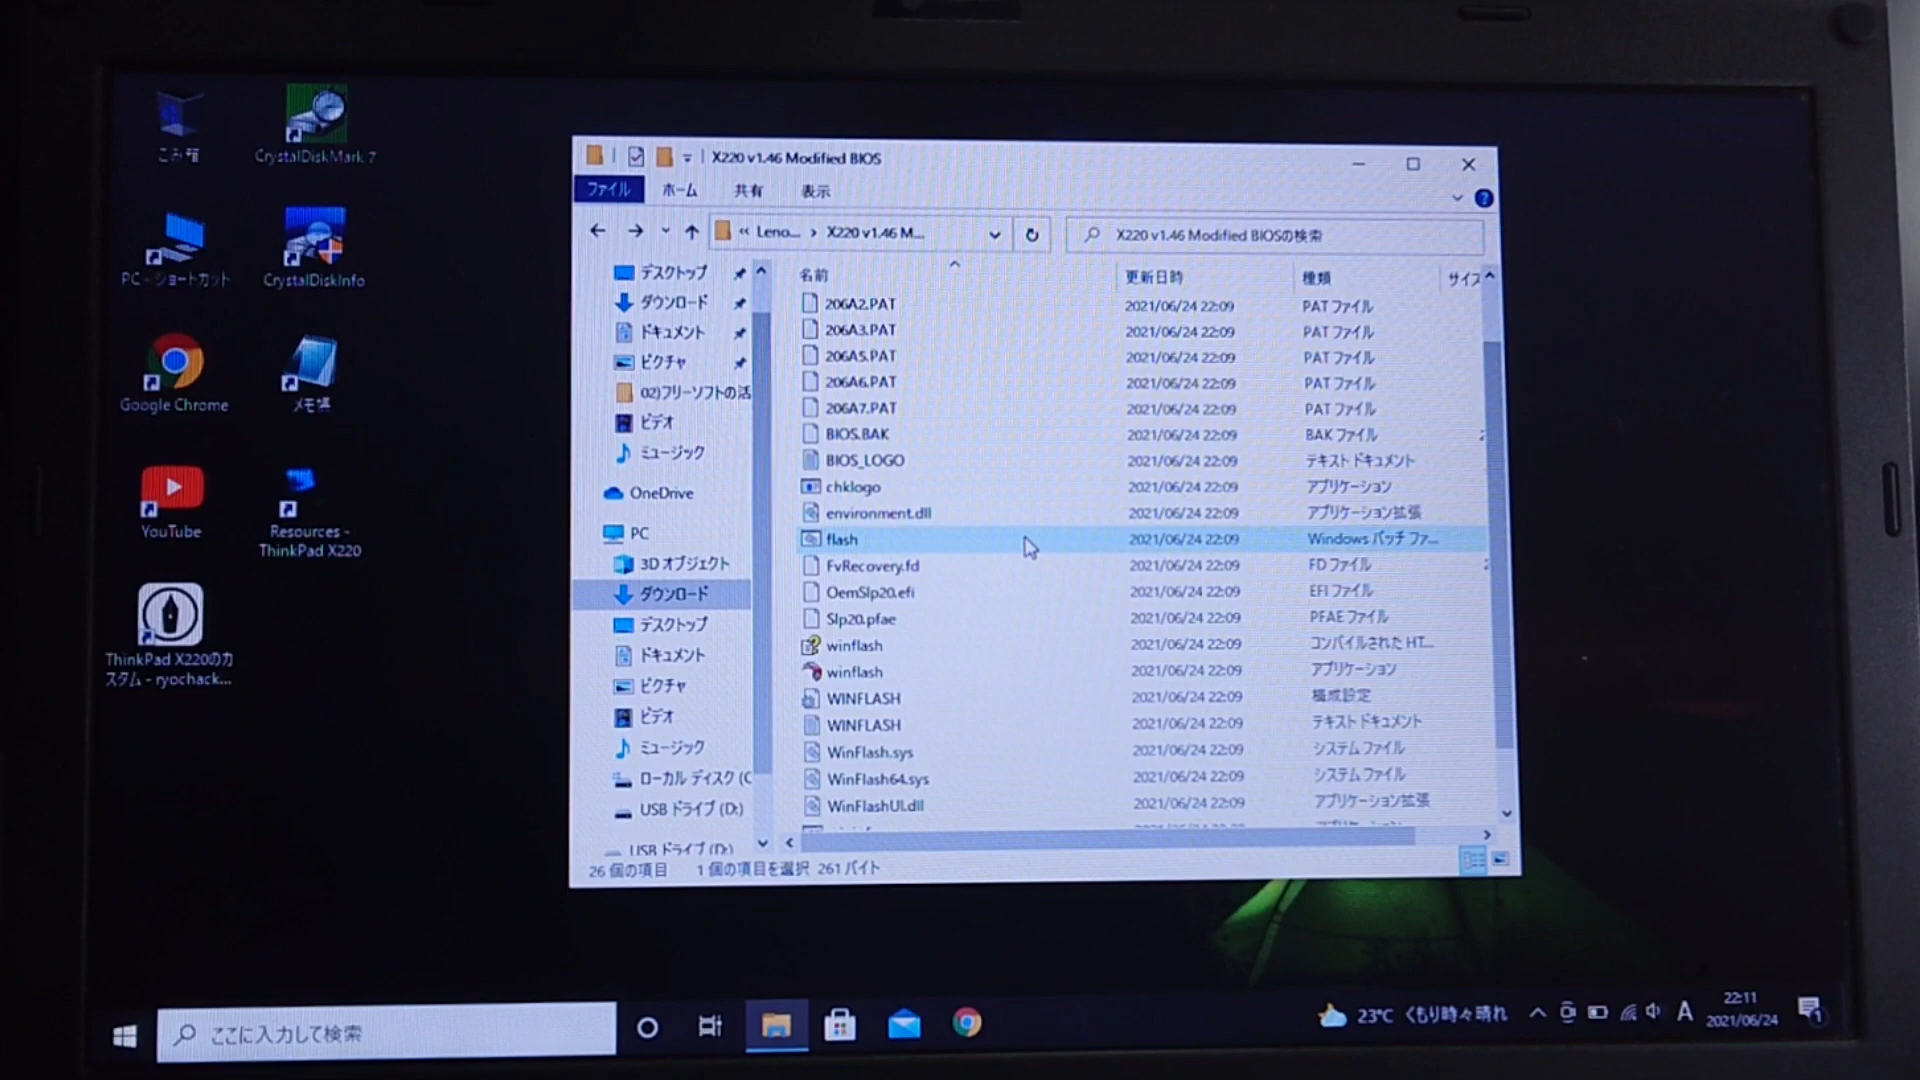 ごみ箱
CrystalDiskMark 7
PC - ショートカット
CrystalDiskInfo
Google Chrome
メモ帳
YouTube
Resources -
ThinkPad X220
ThinkPad X220のカ
スタム - ryochack...
X220 v1.46 Modified BIOS
ファイル ホーム 共有 表示
« Leno... › X220 v1.46 M...
X220 v1.46 Modified BIOSの検索
デスクトップ
ダウンロード
ドキュメント
ピクチャ
02)フリーソフトの活
ビデオ
ミュージック
OneDrive
PC
3D オブジェクト
ダウンロード
デスクトップ
ドキュメント
ピクチャ
ビデオ
ミュージック
ローカル ディスク (C
USB ドライブ (D:)
USB ドライブ (D:)
名前 更新日時 種類 サイズ
206A2.PAT 2021/06/24 22:09 PAT ファイル
206A3.PAT 2021/06/24 22:09 PAT ファイル
206A5.PAT 2021/06/24 22:09 PAT ファイル
206A6.PAT 2021/06/24 22:09 PAT ファイル
206A7.PAT 2021/06/24 22:09 PAT ファイル
BIOS.BAK 2021/06/24 22:09 BAK ファイル
BIOS_LOGO 2021/06/24 22:09 テキスト ドキュメント
chklogo 2021/06/24 22:09 アプリケーション
environment.dll 2021/06/24 22:09 アプリケーション拡張
flash 2021/06/24 22:09 Windows バッチ ファ...
FvRecovery.fd 2021/06/24 22:09 FD ファイル
OemSlp20.efi 2021/06/24 22:09 EFI ファイル
Slp20.pfae 2021/06/24 22:09 PFAE ファイル
winflash 2021/06/24 22:09 コンパイルされた HT...
winflash 2021/06/24 22:09 アプリケーション
WINFLASH 2021/06/24 22:09 構成設定
WINFLASH 2021/06/24 22:09 テキスト ドキュメント
WinFlash.sys 2021/06/24 22:09 システム ファイル
WinFlash64.sys 2021/06/24 22:09 システム ファイル
WinFlashUI.dll 2021/06/24 22:09 アプリケーション拡張
26 個の項目 1 個の項目を選択 261 バイト
ここに入力して検索
23°C くもり時々晴れ
A
22:11
2021/06/24
1